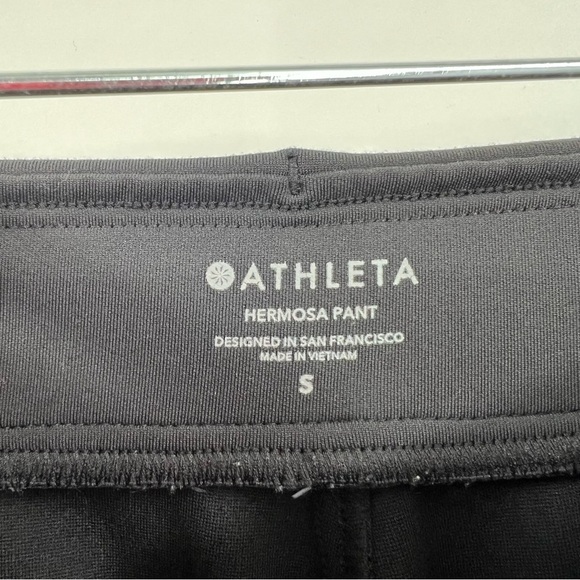 ATHLETA
HERMOSA PANT
DESIGNED IN SAN FRANCISCO
MADE IN VIETNAM
S